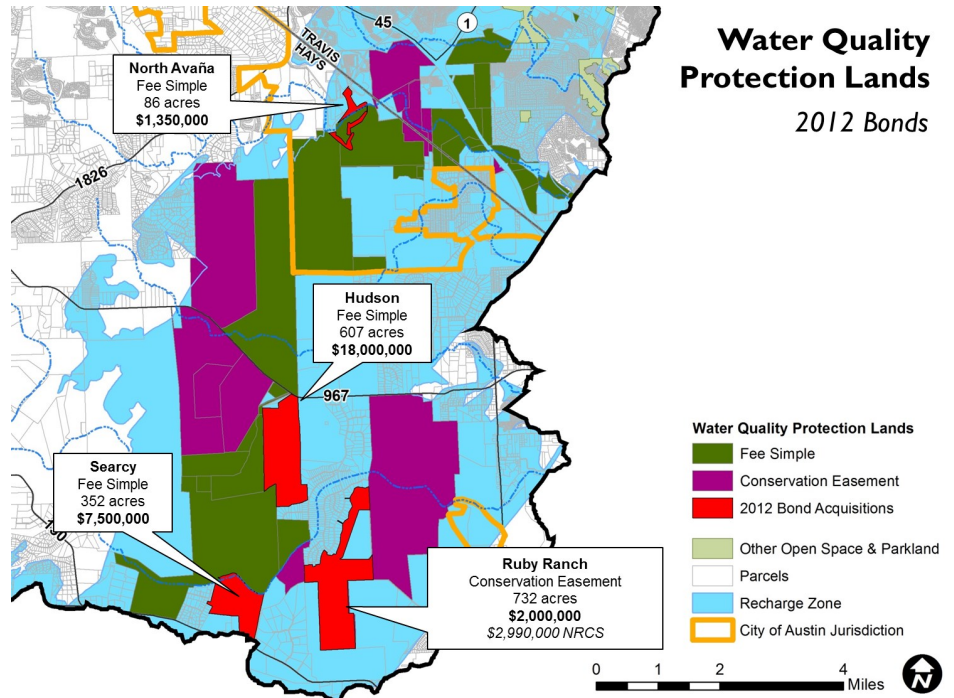 Water Quality
Protection Lands
2012 Bonds
45
1
TRAVIS
HAYS
North Avaña
Fee Simple
86 acres
$1,350,000
1826
Hudson
Fee Simple
607 acres
$18,000,000
967
Searcy
Fee Simple
352 acres
$7,500,000
150
Ruby Ranch
Conservation Easement
732 acres
$2,000,000
$2,990,000 NRCS
Water Quality Protection Lands
Fee Simple
Conservation Easement
2012 Bond Acquisitions
Other Open Space & Parkland
Parcels
Recharge Zone
City of Austin Jurisdiction
0 1 2 4
Miles
N